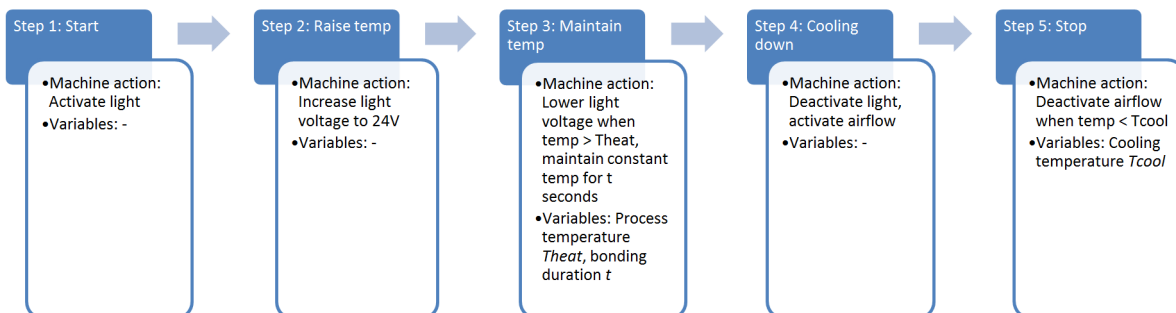 Step 1: Start
•Machine action:
Activate light
•Variables: -
Step 2: Raise temp
•Machine action:
Increase light
voltage to 24V
•Variables: -
Step 3: Maintain
temp
•Machine action:
Lower light
voltage when
temp > Theat,
maintain constant
temp for t
seconds
•Variables: Process
temperature
Theat, bonding
duration t
Step 4: Cooling
down
•Machine action:
Deactivate light,
activate airflow
•Variables: -
Step 5: Stop
•Machine action:
Deactivate airflow
when temp < Tcool
•Variables: Cooling
temperature Tcool